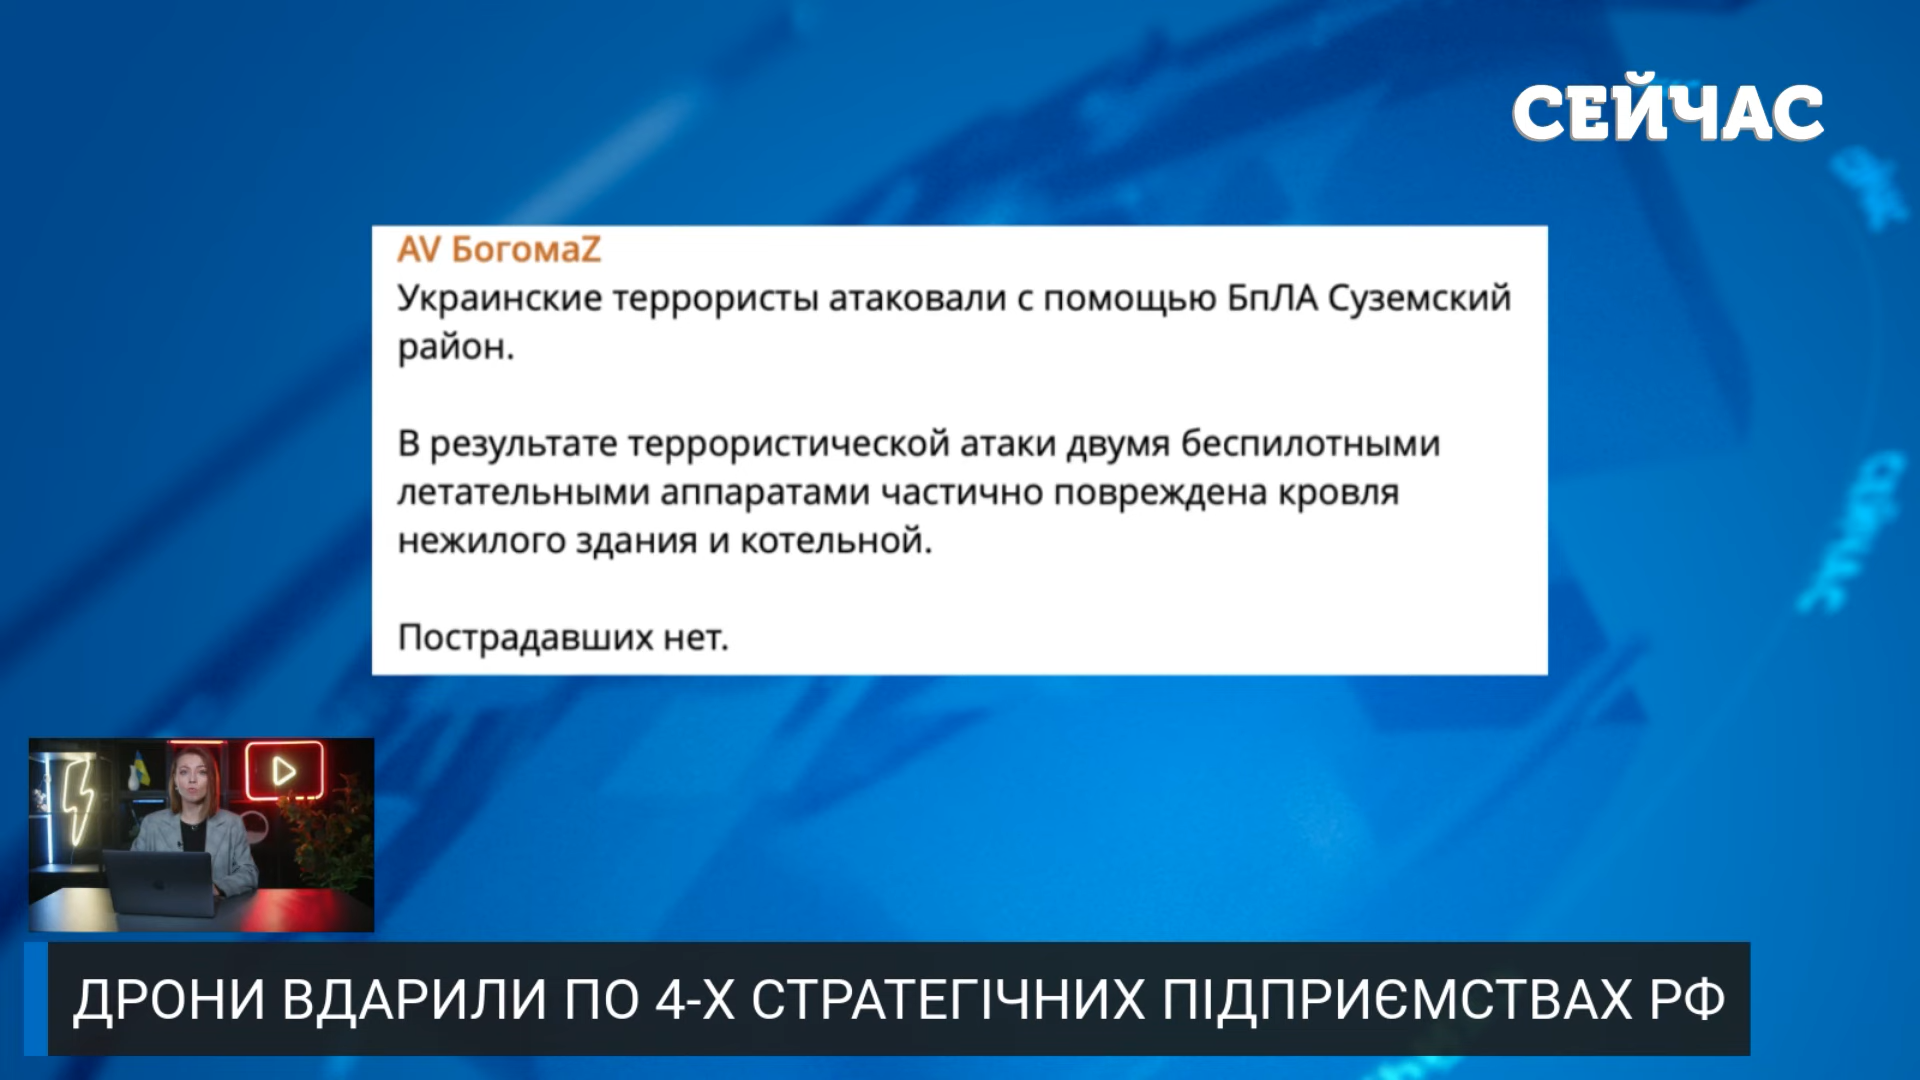 СЕЙЧАС
AV БогомаZ
Украинские террористы атаковали с помощью БпЛА Суземский
район.
В результате террористической атаки двумя беспилотными
летательными аппаратами частично повреждена кровля
нежилого здания и котельной.
Пострадавших нет.
ДРОНИ ВДАРИЛИ ПО 4-Х СТРАТЕГІЧНИХ ПІДПРИЄМСТВАХ РФ